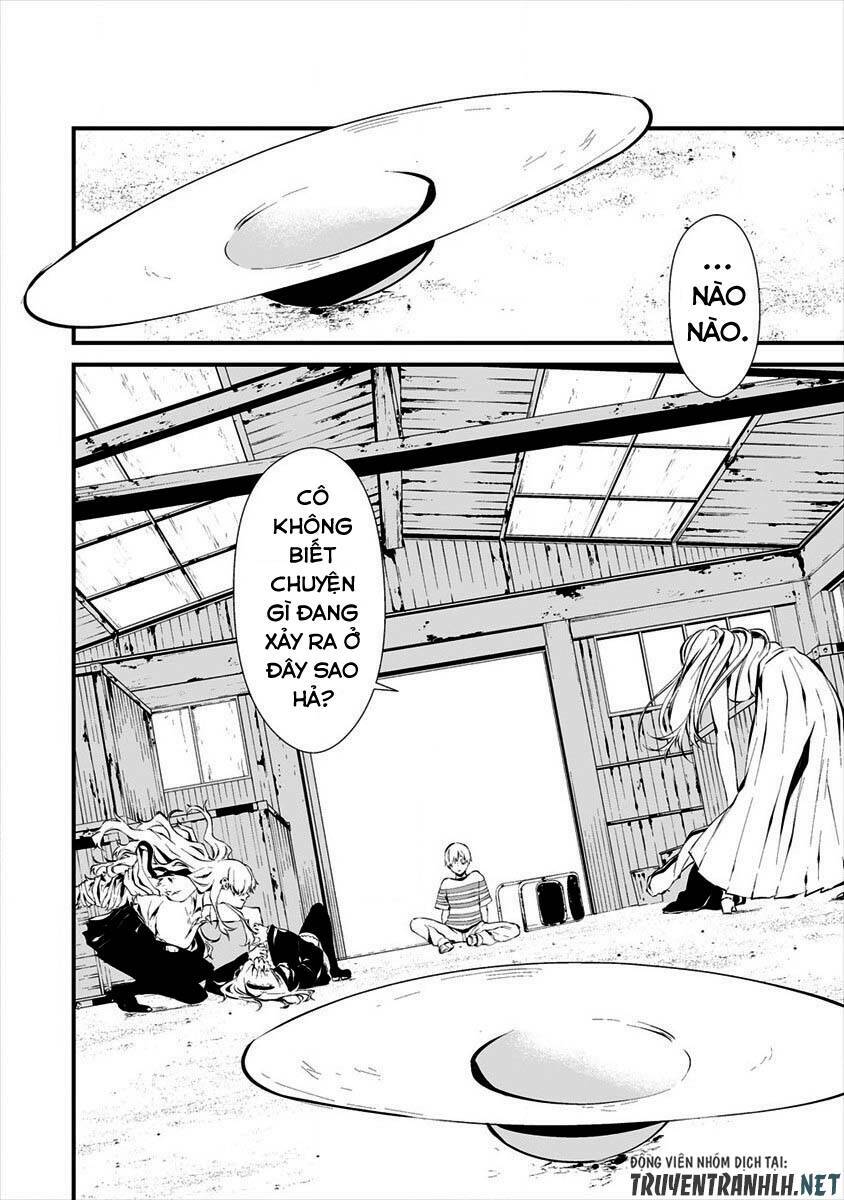 ...
NÀO
NÀO.
CÔ
KHÔNG
BIẾT
CHUYỆN
GÌ ĐANG
XẢY RA Ở
ĐÂY SAO
HẢ?
ĐỘNG VIÊN NHÓM DỊCH TẠI:
TRUYENTRANHLH.NET